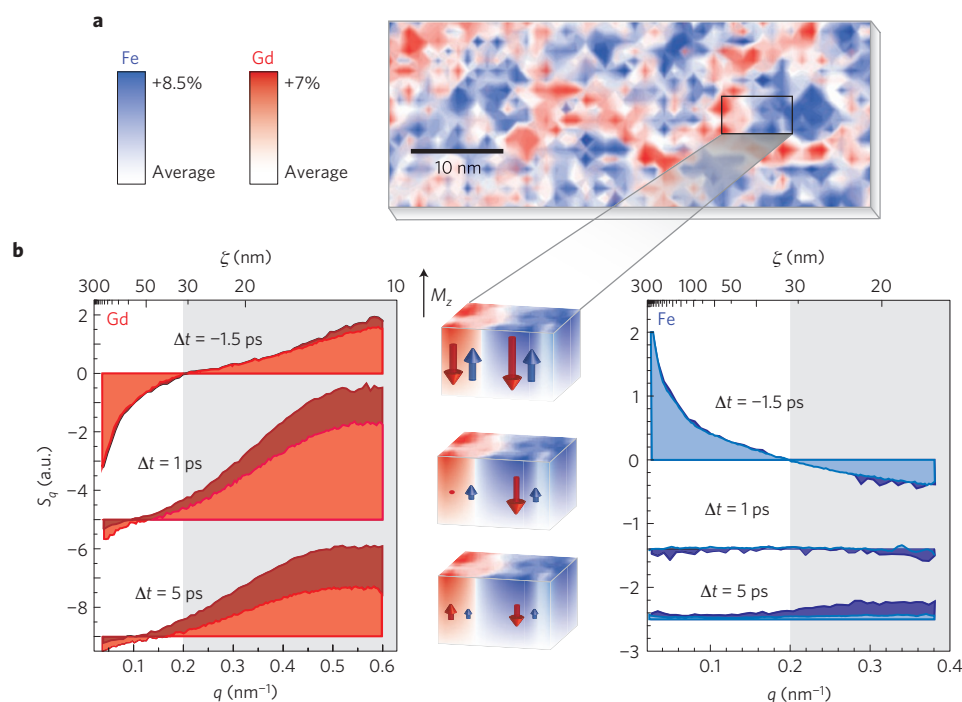 a
Fe
Gd
+8.5%
+7%
Average
Average
10 nm
b
ζ (nm)
300 50 30 20 10
Gd
Δt = −1.5 ps
Δt = 1 ps
Δt = 5 ps
2
0
−2
−4
−6
−8
S_q (a.u.)
0.1 0.2 0.3 0.4 0.5 0.6
q (nm⁻¹)
M_z
ζ (nm)
300 100 50 30 20
Fe
Δt = −1.5 ps
Δt = 1 ps
Δt = 5 ps
2
1
0
−1
−2
−3
0.1 0.2 0.3 0.4
q (nm⁻¹)